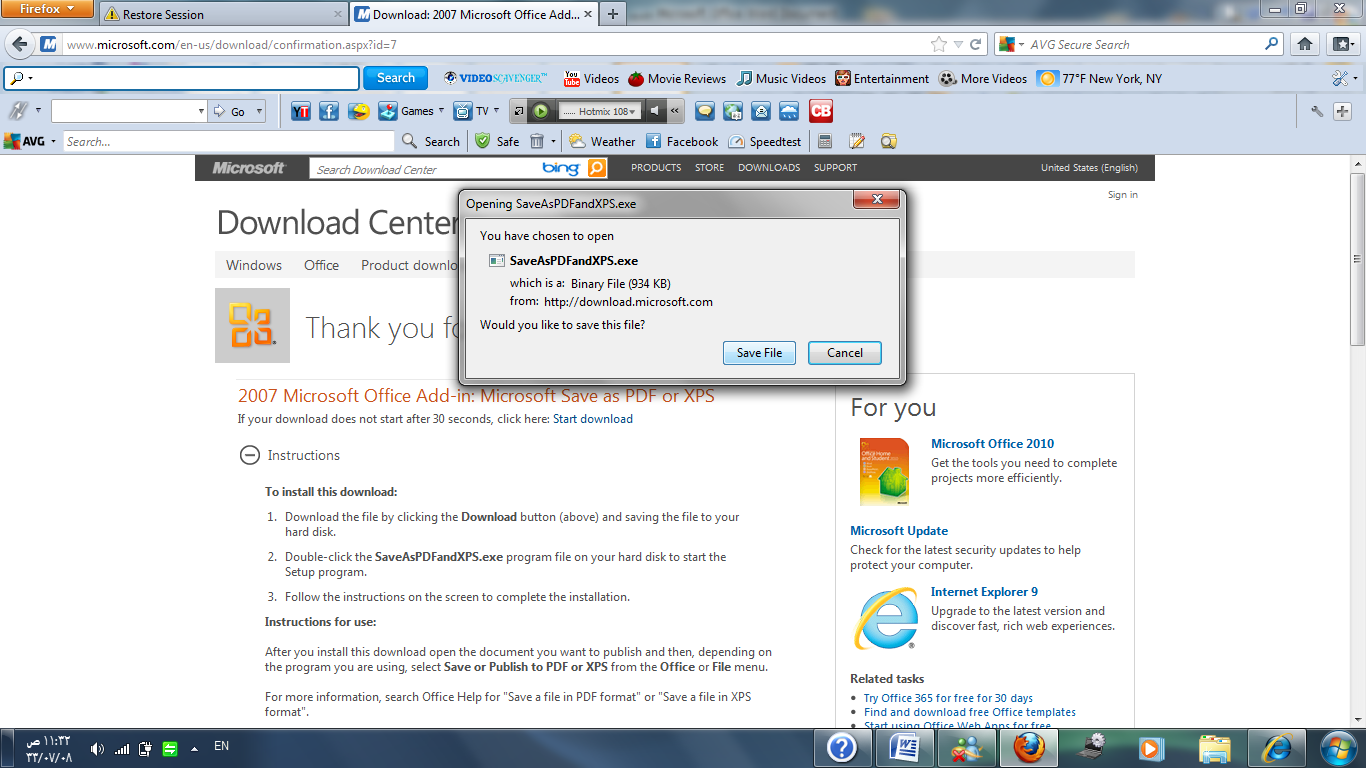 Firefox
Restore Session
Download: 2007 Microsoft Office Add-...
www.microsoft.com/en-us/download/confirmation.aspx?id=7
AVG Secure Search
Search
VIDEOSCAVENGER™
You Tube Videos
Movie Reviews
Music Videos
Entertainment
More Videos
77°F New York, NY
Go
YT
Games
TV
Hotmix 108
CB
AVG
Search...
Search
Safe
Weather
Facebook
Speedtest
Microsoft
Search Download Center
bing
PRODUCTS
STORE
DOWNLOADS
SUPPORT
United States (English)
Sign in
Download Center
Windows
Office
Product downlo
Thank you fo
Opening SaveAsPDFandXPS.exe
You have chosen to open
SaveAsPDFandXPS.exe
which is a: Binary File (934 KB)
from: http://download.microsoft.com
Would you like to save this file?
Save File
Cancel
2007 Microsoft Office Add-in: Microsoft Save as PDF or XPS
If your download does not start after 30 seconds, click here: Start download
Instructions
To install this download:
1. Download the file by clicking the Download button (above) and saving the file to your
hard disk.
2. Double-click the SaveAsPDFandXPS.exe program file on your hard disk to start the
Setup program.
3. Follow the instructions on the screen to complete the installation.
Instructions for use:
After you install this download open the document you want to publish and then, depending on
the program you are using, select Save or Publish to PDF or XPS from the Office or File menu.
For more information, search Office Help for "Save a file in PDF format" or "Save a file in XPS
format".
For you
Microsoft Office 2010
Get the tools you need to complete
projects more efficiently.
Microsoft Update
Check for the latest security updates to help
protect your computer.
Internet Explorer 9
Upgrade to the latest version and
discover fast, rich web experiences.
Related tasks
Try Office 365 for free for 30 days
Find and download free Office templates
Start using Office Web Apps for free
١١:٣٢ ص
٣٣/٠٧/٠٨
EN